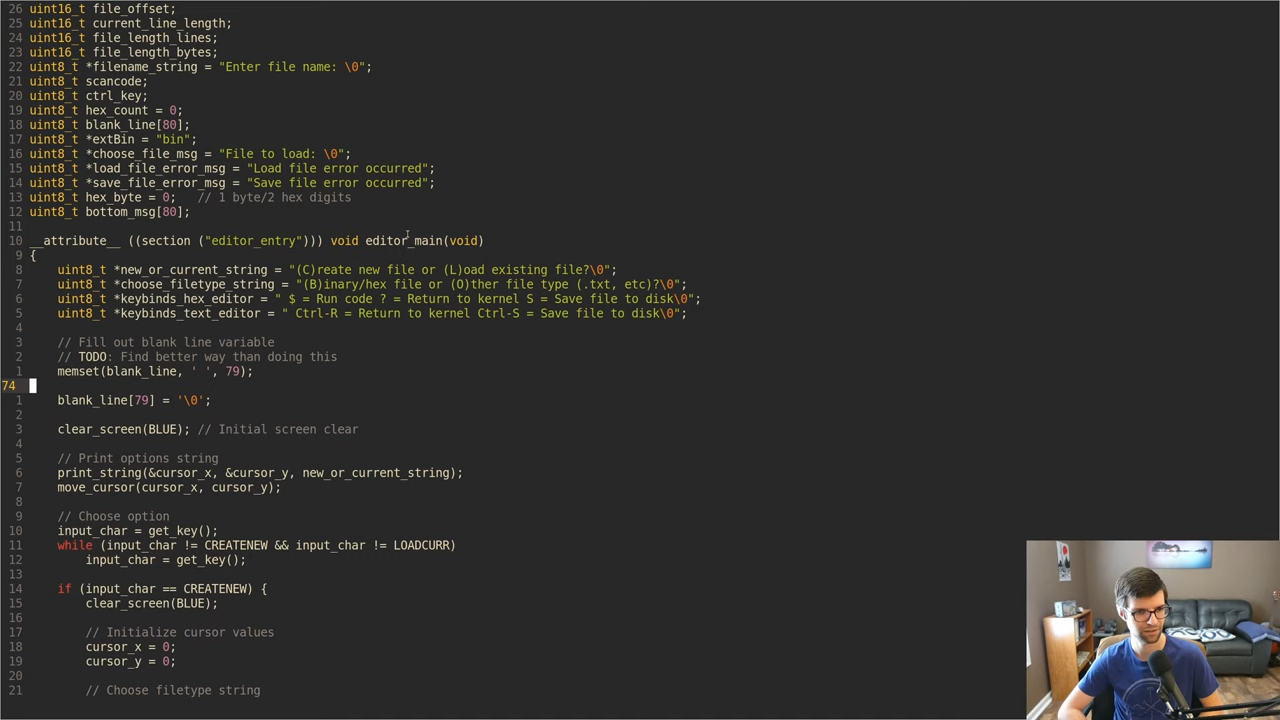 26 uint16_t file_offset;
25 uint16_t current_line_length;
24 uint16_t file_length_lines;
23 uint16_t file_length_bytes;
22 uint8_t *filename_string = "Enter file name: \0";
21 uint8_t scancode;
20 uint8_t ctrl_key;
19 uint8_t hex_count = 0;
18 uint8_t blank_line[80];
17 uint8_t *extBin = "bin";
16 uint8_t *choose_file_msg = "File to load: \0";
15 uint8_t *load_file_error_msg = "Load file error occurred";
14 uint8_t *save_file_error_msg = "Save file error occurred";
13 uint8_t hex_byte = 0;   // 1 byte/2 hex digits
12 uint8_t bottom_msg[80];
11
10 __attribute__ ((section ("editor_entry"))) void editor_main(void)
9 {
8     uint8_t *new_or_current_string = "(C)reate new file or (L)oad existing file?\0";
7     uint8_t *choose_filetype_string = "(B)inary/hex file or (O)ther file type (.txt, etc)?\0";
6     uint8_t *keybinds_hex_editor = " $ = Run code ? = Return to kernel S = Save file to disk\0";
5     uint8_t *keybinds_text_editor = " Ctrl-R = Return to kernel Ctrl-S = Save file to disk\0";
4
3     // Fill out blank line variable
2     // TODO: Find better way than doing this
1     memset(blank_line, ' ', 79);
74
1     blank_line[79] = '\0';
2
3     clear_screen(BLUE); // Initial screen clear
4
5     // Print options string
6     print_string(&cursor_x, &cursor_y, new_or_current_string);
7     move_cursor(cursor_x, cursor_y);
8
9     // Choose option
10     input_char = get_key();
11     while (input_char != CREATENEW && input_char != LOADCURR)
12         input_char = get_key();
13
14     if (input_char == CREATENEW) {
15         clear_screen(BLUE);
16
17         // Initialize cursor values
18         cursor_x = 0;
19         cursor_y = 0;
20
21         // Choose filetype string